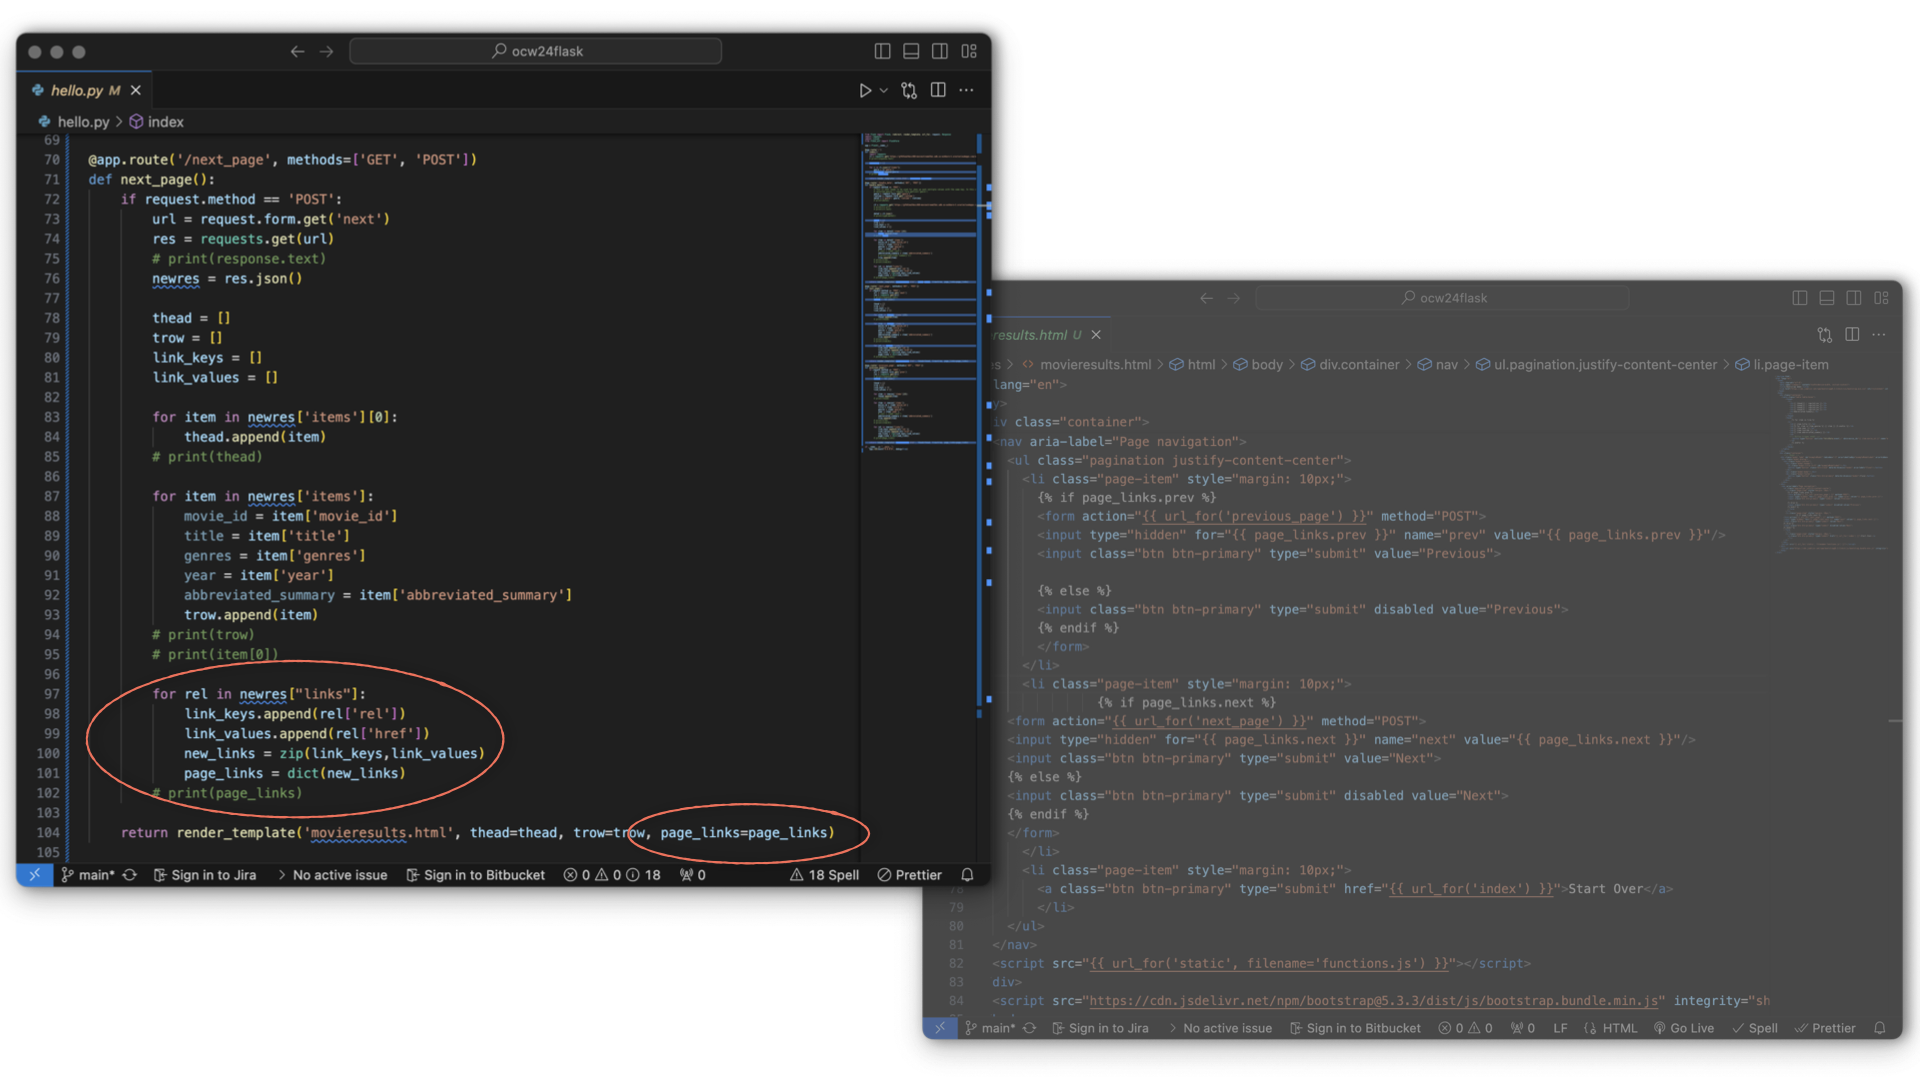 ocw24flask
hello.py M
hello.py > index
69
70 @app.route('/next_page', methods=['GET', 'POST'])
71 def next_page():
72 if request.method == 'POST':
73 url = request.form.get('next')
74 res = requests.get(url)
75 # print(response.text)
76 newres = res.json()
77
78 thead = []
79 trow = []
80 link_keys = []
81 link_values = []
82
83 for item in newres['items'][0]:
84 thead.append(item)
85 # print(thead)
86
87 for item in newres['items']:
88 movie_id = item['movie_id']
89 title = item['title']
90 genres = item['genres']
91 year = item['year']
92 abbreviated_summary = item['abbreviated_summary']
93 trow.append(item)
94 # print(trow)
95 # print(item[0])
96
97 for rel in newres["links"]:
98 link_keys.append(rel['rel'])
99 link_values.append(rel['href'])
100 new_links = zip(link_keys,link_values)
101 page_links = dict(new_links)
102 # print(page_links)
103
104 return render_template('movieresults.html', thead=thead, trow=trow, page_links=page_links)
105
main* Sign in to Jira > No active issue Sign in to Bitbucket 0 0 18 0 18 Spell Prettier
ocw24flask
results.html U
es > movieresults.html > html > body > div.container > nav > ul.pagination.justify-content-center > li.page-item
lang="en">
y>
iv class="container">
<nav aria-label="Page navigation">
<ul class="pagination justify-content-center">
<li class="page-item" style="margin: 10px;">
{% if page_links.prev %}
<form action="{{ url_for('previous_page') }}" method="POST">
<input type="hidden" for="{{ page_links.prev }}" name="prev" value="{{ page_links.prev }}"/>
<input class="btn btn-primary" type="submit" value="Previous">
{% else %}
<input class="btn btn-primary" type="submit" disabled value="Previous">
{% endif %}
</form>
</li>
<li class="page-item" style="margin: 10px;">
{% if page_links.next %}
<form action="{{ url_for('next_page') }}" method="POST">
<input type="hidden" for="{{ page_links.next }}" name="next" value="{{ page_links.next }}"/>
<input class="btn btn-primary" type="submit" value="Next">
{% else %}
<input class="btn btn-primary" type="submit" disabled value="Next">
{% endif %}
</form>
</li>
<li class="page-item" style="margin: 10px;">
78 <a class="btn btn-primary" type="submit" href="{{ url_for('index') }}">Start Over</a>
79 </li>
80 </ul>
81 </nav>
82 <script src="{{ url_for('static', filename='functions.js') }}"></script>
83 div>
84 <script src="https://cdn.jsdelivr.net/npm/bootstrap@5.3.3/dist/js/bootstrap.bundle.min.js" integrity="sh
main* Sign in to Jira > No active issue Sign in to Bitbucket 0 0 0 LF HTML Go Live Spell Prettier